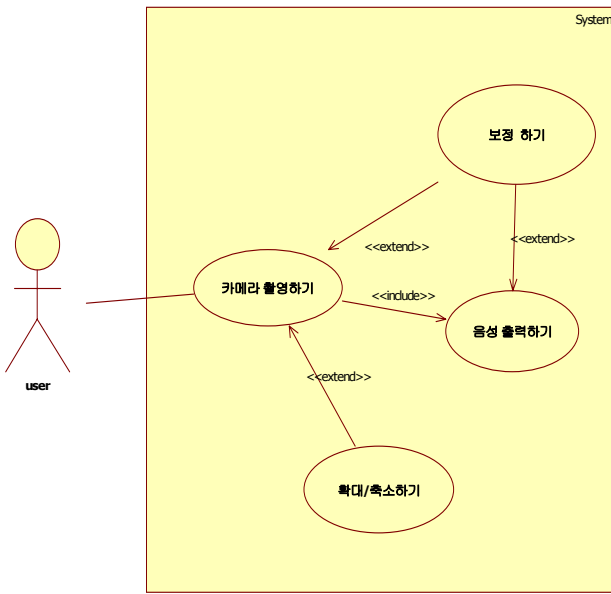 System
보정 하기
<<extend>>
<<extend>>
카메라 촬영하기
<<include>>
음성 출력하기
<<extend>>
user
확대/축소하기